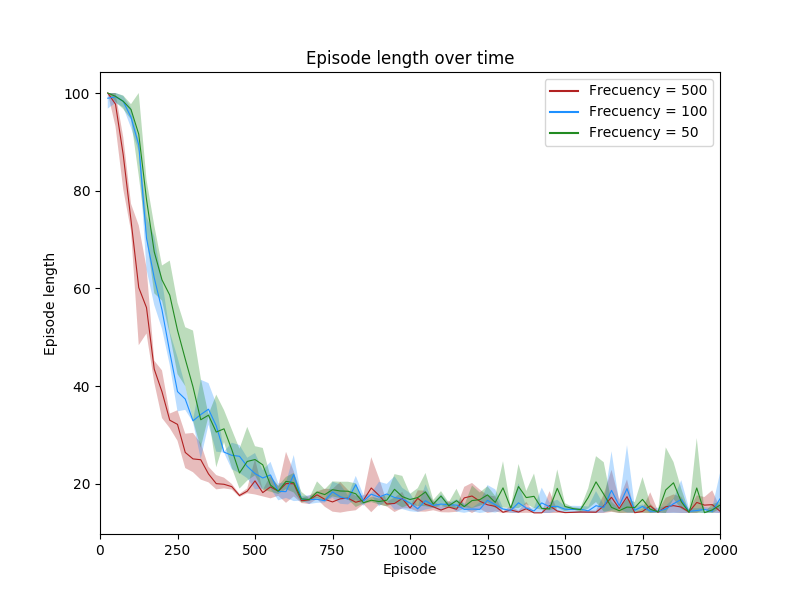 Episode length over time
Frecuency = 500
Frecuency = 100
Frecuency = 50
100
80
60
40
20
Episode length
0 250 500 750 1000 1250 1500 1750 2000
Episode